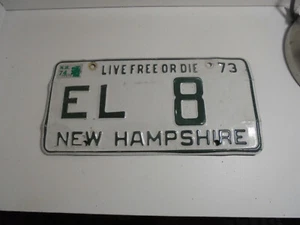 LIVE FREE OR DIE 73
EL 8
NEW HAMPSHIRE